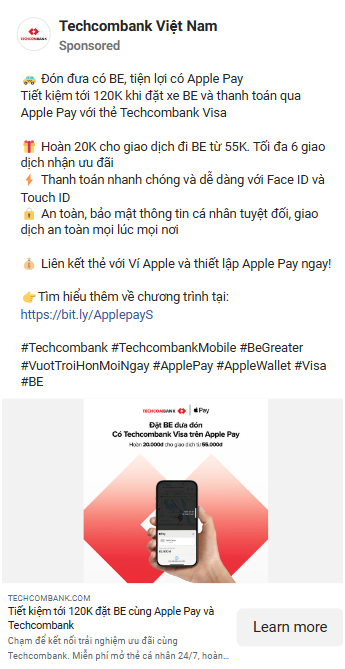 Techcombank Việt Nam
Sponsored
🚕 Đón đưa có BE, tiện lợi có Apple Pay
Tiết kiệm tới 120K khi đặt xe BE và thanh toán qua
Apple Pay với thẻ Techcombank Visa
🎁 Hoàn 20K cho giao dịch đi BE từ 55K. Tối đa 6 giao
dịch nhận ưu đãi
⚡ Thanh toán nhanh chóng và dễ dàng với Face ID và
Touch ID
🔒 An toàn, bảo mật thông tin cá nhân tuyệt đối, giao
dịch an toàn mọi lúc mọi nơi
💰 Liên kết thẻ với Ví Apple và thiết lập Apple Pay ngay!
👉Tìm hiểu thêm về chương trình tại:
https://bit.ly/ApplepayS
#Techcombank #TechcombankMobile #BeGreater
#VuotTroiHonMoiNgay #ApplePay #AppleWallet #Visa
#BE
TECHCOMBANK Pay
Đặt BE đưa đón
Có Techcombank Visa trên Apple Pay
Hoàn 20.000đ cho giao dịch từ 55.000đ
TECHCOMBANK.COM
Tiết kiệm tới 120K đặt BE cùng Apple Pay và
Techcombank
Chạm để kết nối trải nghiệm ưu đãi cùng
Techcombank. Miễn phí mở thẻ cá nhân 24/7, hoàn...
Learn more